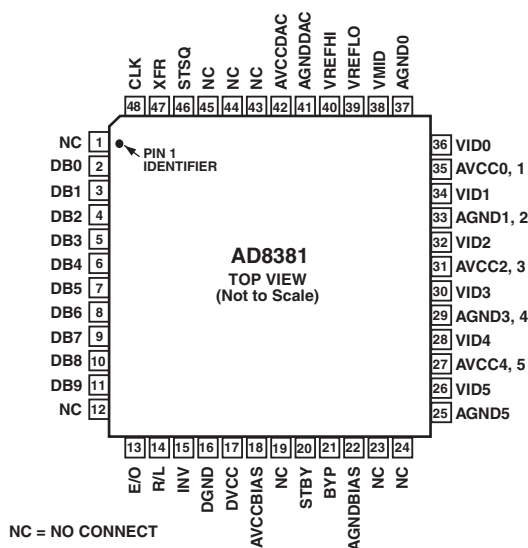 CLK
XFR
STSQ
NC
NC
NC
AVCCDAC
AGNDDAC
VREFHI
VREFLO
VMID
AGND0
48 47 46 45 44 43 42 41 40 39 38 37
NC 1
DB0 2
DB1 3
DB2 4
DB3 5
DB4 6
DB5 7
DB6 8
DB7 9
DB8 10
DB9 11
NC 12
PIN 1
IDENTIFIER
AD8381
TOP VIEW
(Not to Scale)
36 VID0
35 AVCC0, 1
34 VID1
33 AGND1, 2
32 VID2
31 AVCC2, 3
30 VID3
29 AGND3, 4
28 VID4
27 AVCC4, 5
26 VID5
25 AGND5
13 14 15 16 17 18 19 20 21 22 23 24
E/O
R/L
INV
DGND
DVCC
AVCCBIAS
NC
STBY
BYP
AGNDBIAS
NC
NC
NC = NO CONNECT